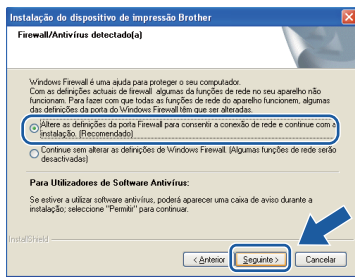 Instalação do dispositivo de impressão Brother
Firewall/Antivírus detectado(a)
Windows Firewall é uma ajuda para proteger o seu computador.
Com as definições actuais de firewall algumas da funções de rede no seu aparelho não
funcionam. Para fazer com que todas as funções de rede do aparelho funcionem, algumas
das definições da porta do Windows Firewall têm que ser alteradas.
Altere as definições da porta Firewall para consentir a conexão de rede e continue com a
instalação. (Recomendado)
Continue sem alterar as definições de Windows Firewall. (Algumas funções de rede serão
desactivadas)
Para Utilizadores de Software Antivírus:
Se estiver a utilizar software antivírus, poderá aparecer uma caixa de aviso durante a
instalação; seleccione "Permitir" para continuar.
InstallShield
< Anterior Seguinte > Cancelar